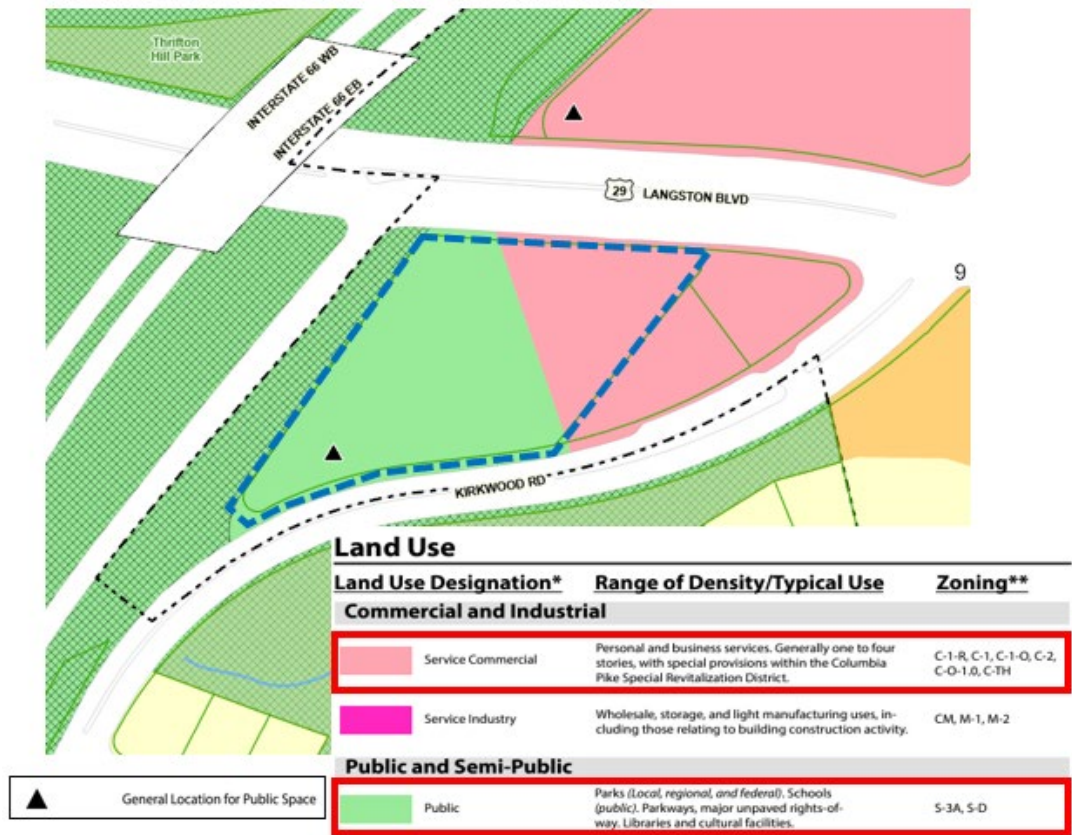 Thrifton
Hill Park
INTERSTATE 66 WB
INTERSTATE 66 EB
29 LANGSTON BLVD
9
KIRKWOOD RD
Land Use
Land Use Designation* Range of Density/Typical Use Zoning**
Commercial and Industrial
Service Commercial
Personal and business services. Generally one to four
stories, with special provisions within the Columbia
Pike Special Revitalization District.
C-1-R, C-1, C-1-O, C-2,
C-O-1.0, C-TH
Service Industry
Wholesale, storage, and light manufacturing uses, in-
cluding those relating to building construction activity.
CM, M-1, M-2
Public and Semi-Public
Public
Parks (Local, regional, and federal). Schools
(public). Parkways, major unpaved rights-of-
way. Libraries and cultural facilities.
S-3A, S-D
General Location for Public Space